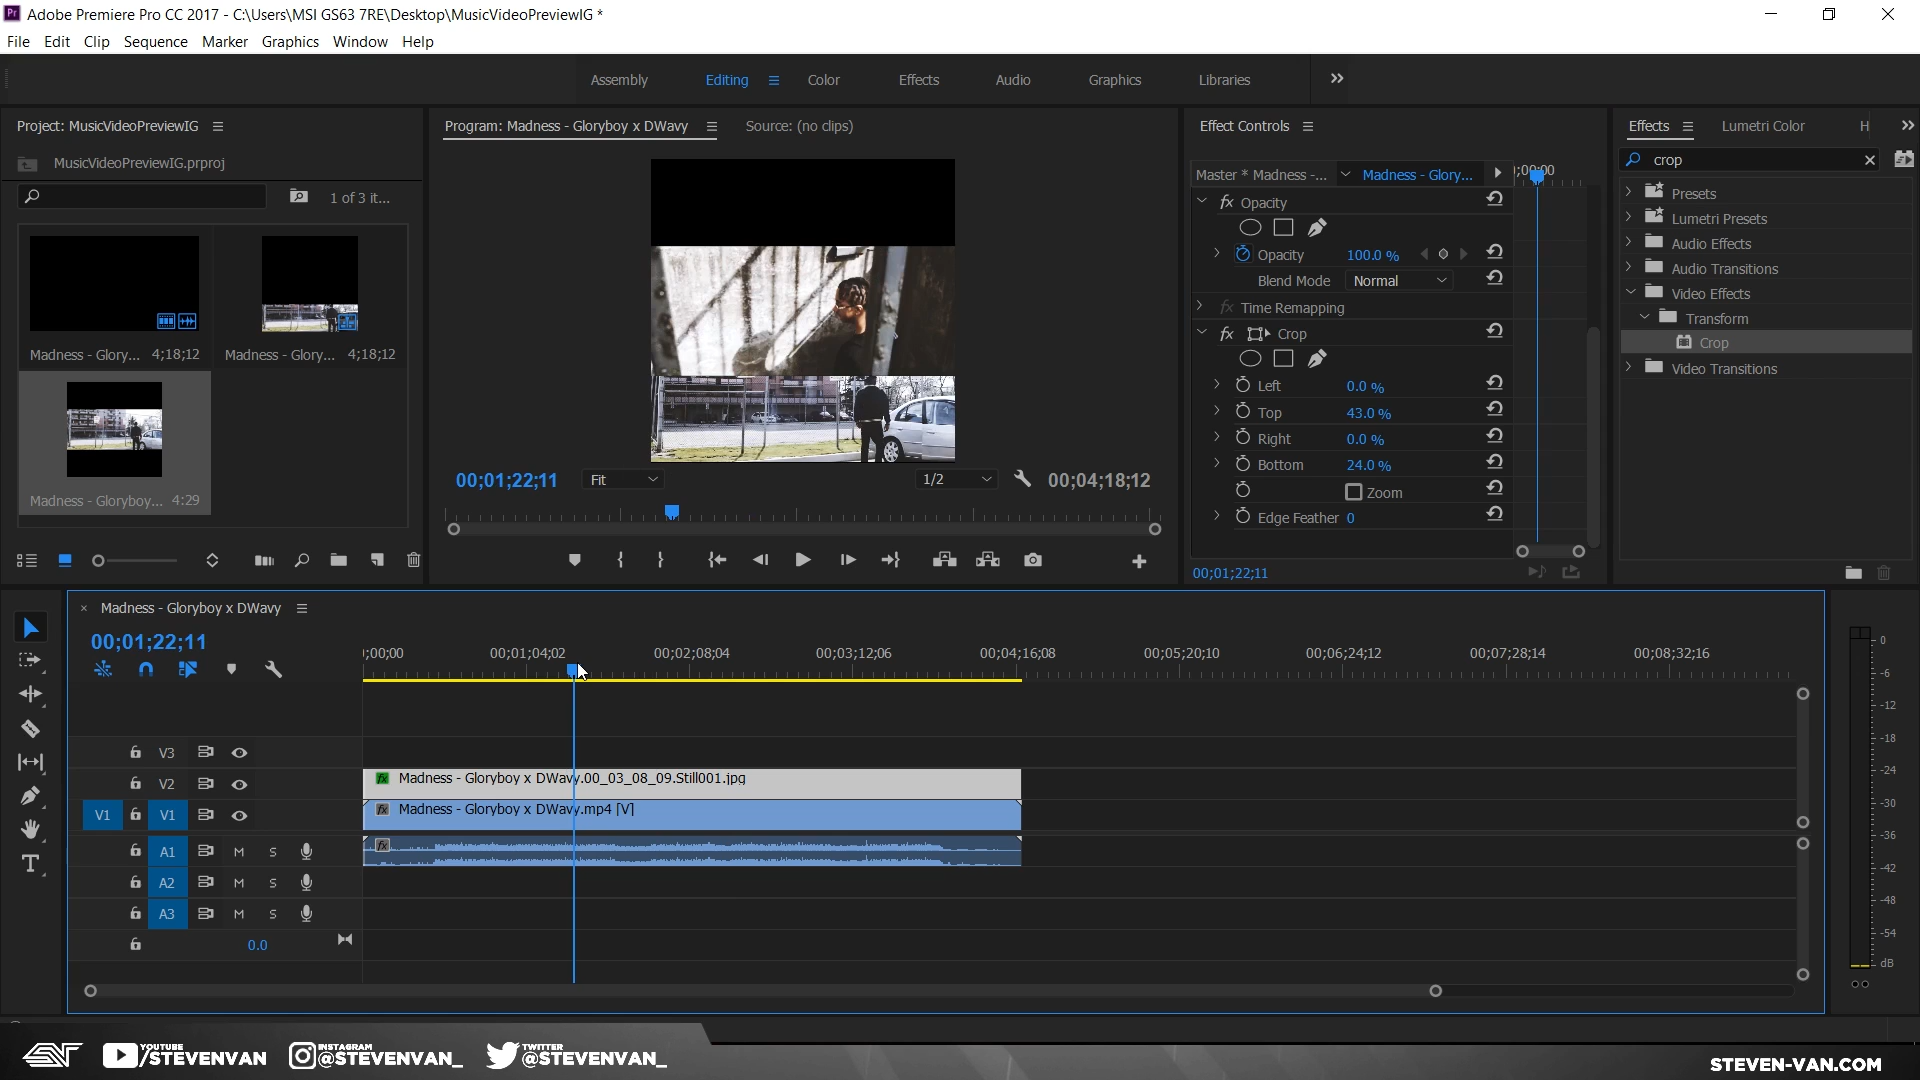 Pr Adobe Premiere Pro CC 2017 - C:\Users\MSI GS63 7RE\Desktop\MusicVideoPreviewIG *
File Edit Clip Sequence Marker Graphics Window Help
Assembly Editing Color Effects Audio Graphics Libraries
Project: MusicVideoPreviewIG
MusicVideoPreviewIG.prproj
1 of 3 it...
Madness - Glory... 4;18;12
Madness - Glory... 4;18;12
Madness - Gloryboy... 4:29
Program: Madness - Gloryboy x DWavy
Source: (no clips)
00;01;22;11 Fit 1/2 00;04;18;12
Effect Controls
Master * Madness -... Madness - Glory... ;00;00
fx Opacity
Opacity 100.0 %
Blend Mode Normal
fx Time Remapping
fx Crop
Left 0.0 %
Top 43.0 %
Right 0.0 %
Bottom 24.0 %
Zoom
Edge Feather 0
00;01;22;11
Effects Lumetri Color H
crop
Presets
Lumetri Presets
Audio Effects
Audio Transitions
Video Effects
Transform
Crop
Video Transitions
× Madness - Gloryboy x DWavy
00;01;22;11
;00;00 00;01;04;02 00;02;08;04 00;03;12;06 00;04;16;08 00;05;20;10 00;06;24;12 00;07;28;14 00;08;32;16
V3
V2 fx Madness - Gloryboy x DWavy.00_03_08_09.Still001.jpg
V1 V1 fx Madness - Gloryboy x DWavy.mp4 [V]
A1 M S fx
A2 M S
A3 M S
0.0
0
-6
-12
-18
-24
-30
-36
-42
-48
-54
dB
YOUTUBE
/STEVENVAN
INSTAGRAM
@STEVENVAN_
TWITTER
@STEVENVAN_
STEVEN-VAN.COM